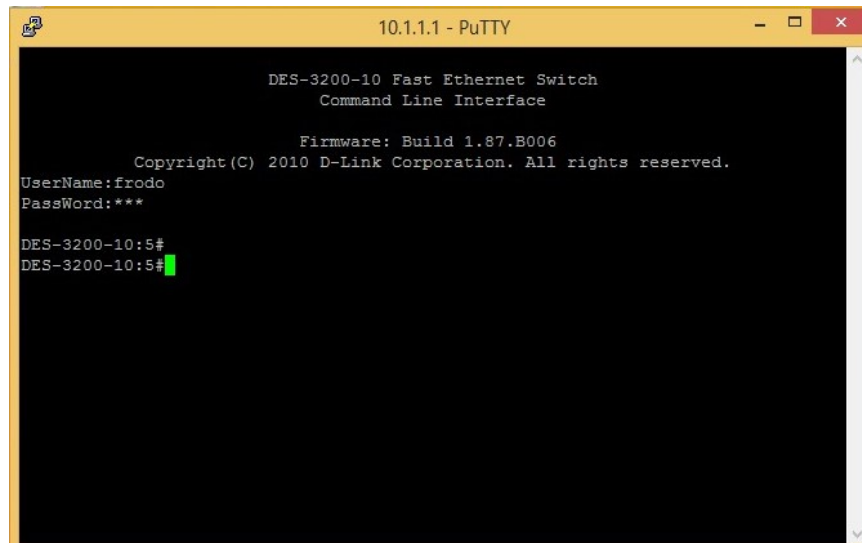 10.1.1.1 - PuTTY
DES-3200-10 Fast Ethernet Switch
Command Line Interface
Firmware: Build 1.87.B006
Copyright(C) 2010 D-Link Corporation. All rights reserved.
UserName:frodo
PassWord:***
DES-3200-10:5#
DES-3200-10:5#